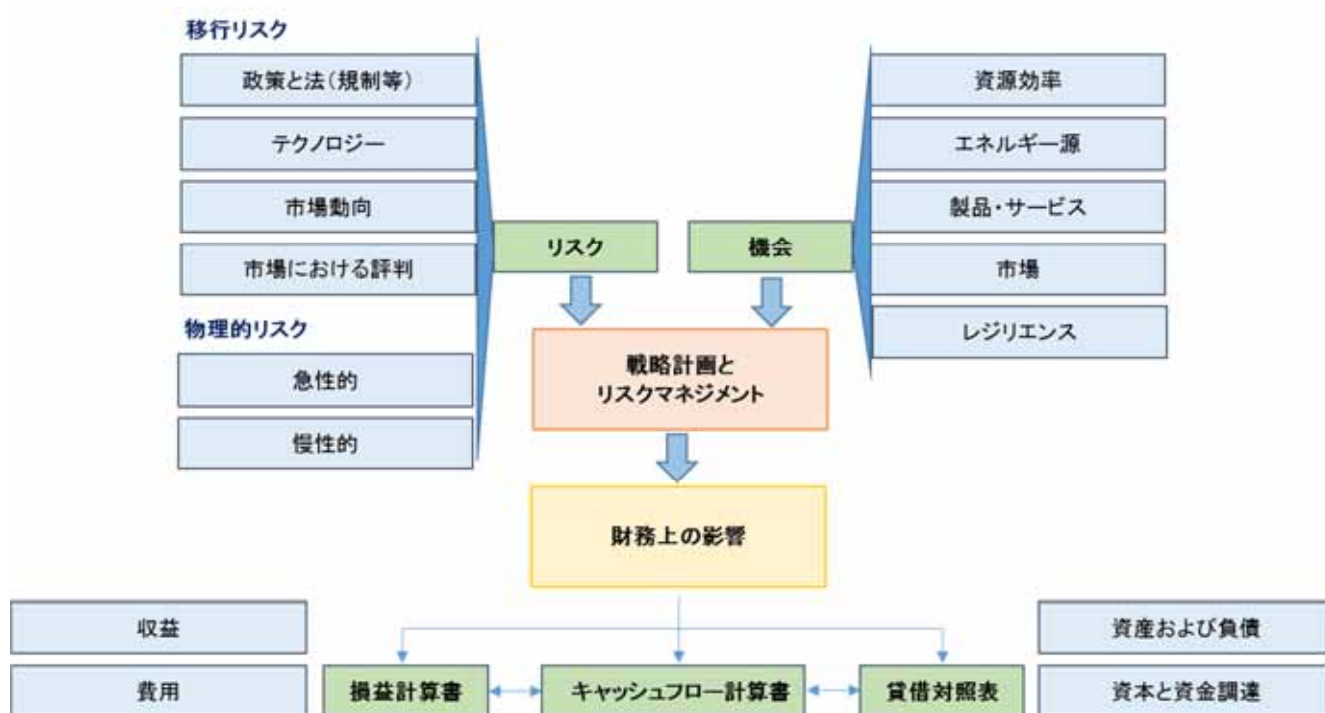 移行リスク
政策と法(規制等)
テクノロジー
市場動向
市場における評判
物理的リスク
急性的
慢性的
リスク
機会
資源効率
エネルギー源
製品・サービス
市場
レジリエンス
戦略計画と
リスクマネジメント
財務上の影響
収益
費用
損益計算書
キャッシュフロー計算書
貸借対照表
資産および負債
資本と資金調達